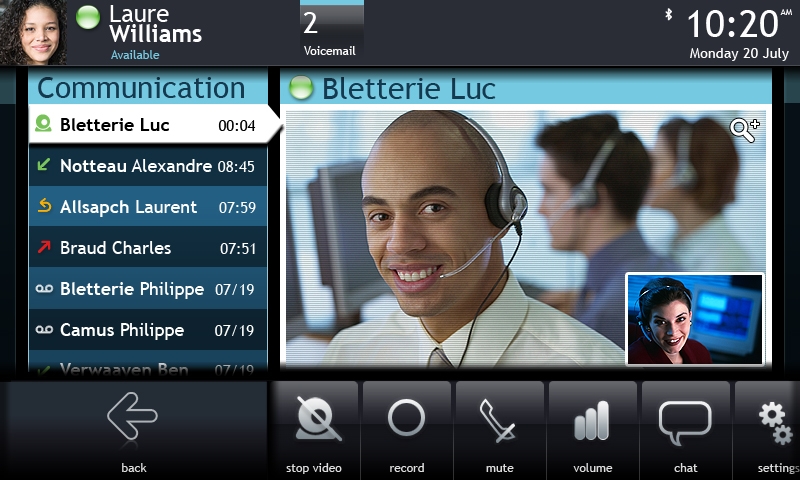 Laure
Williams
Available
2
Voicemail
10:20 AM
Monday 20 July
Communication
Bletterie Luc 00:04
Notteau Alexandre 08:45
Allsapch Laurent 07:59
Braud Charles 07:51
Bletterie Philippe 07/19
Camus Philippe 07/19
Verwaaven Ben 07/19
Bletterie Luc
back
stop video
record
mute
volume
chat
settings